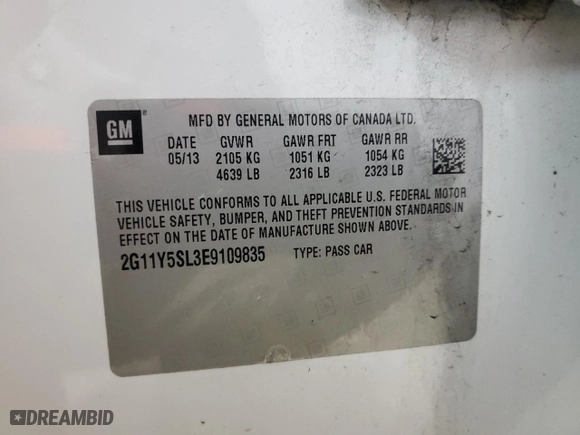 GM
MFD BY GENERAL MOTORS OF CANADA LTD.
DATE GVWR GAWR FRT GAWR RR
05/13 2105 KG 1051 KG 1054 KG
4639 LB 2316 LB 2323 LB
THIS VEHICLE CONFORMS TO ALL APPLICABLE U.S. FEDERAL MOTOR
VEHICLE SAFETY, BUMPER, AND THEFT PREVENTION STANDARDS IN
EFFECT ON THE DATE OF MANUFACTURE SHOWN ABOVE.
2G11Y5SL3E9109835 TYPE: PASS CAR
DREAMBID